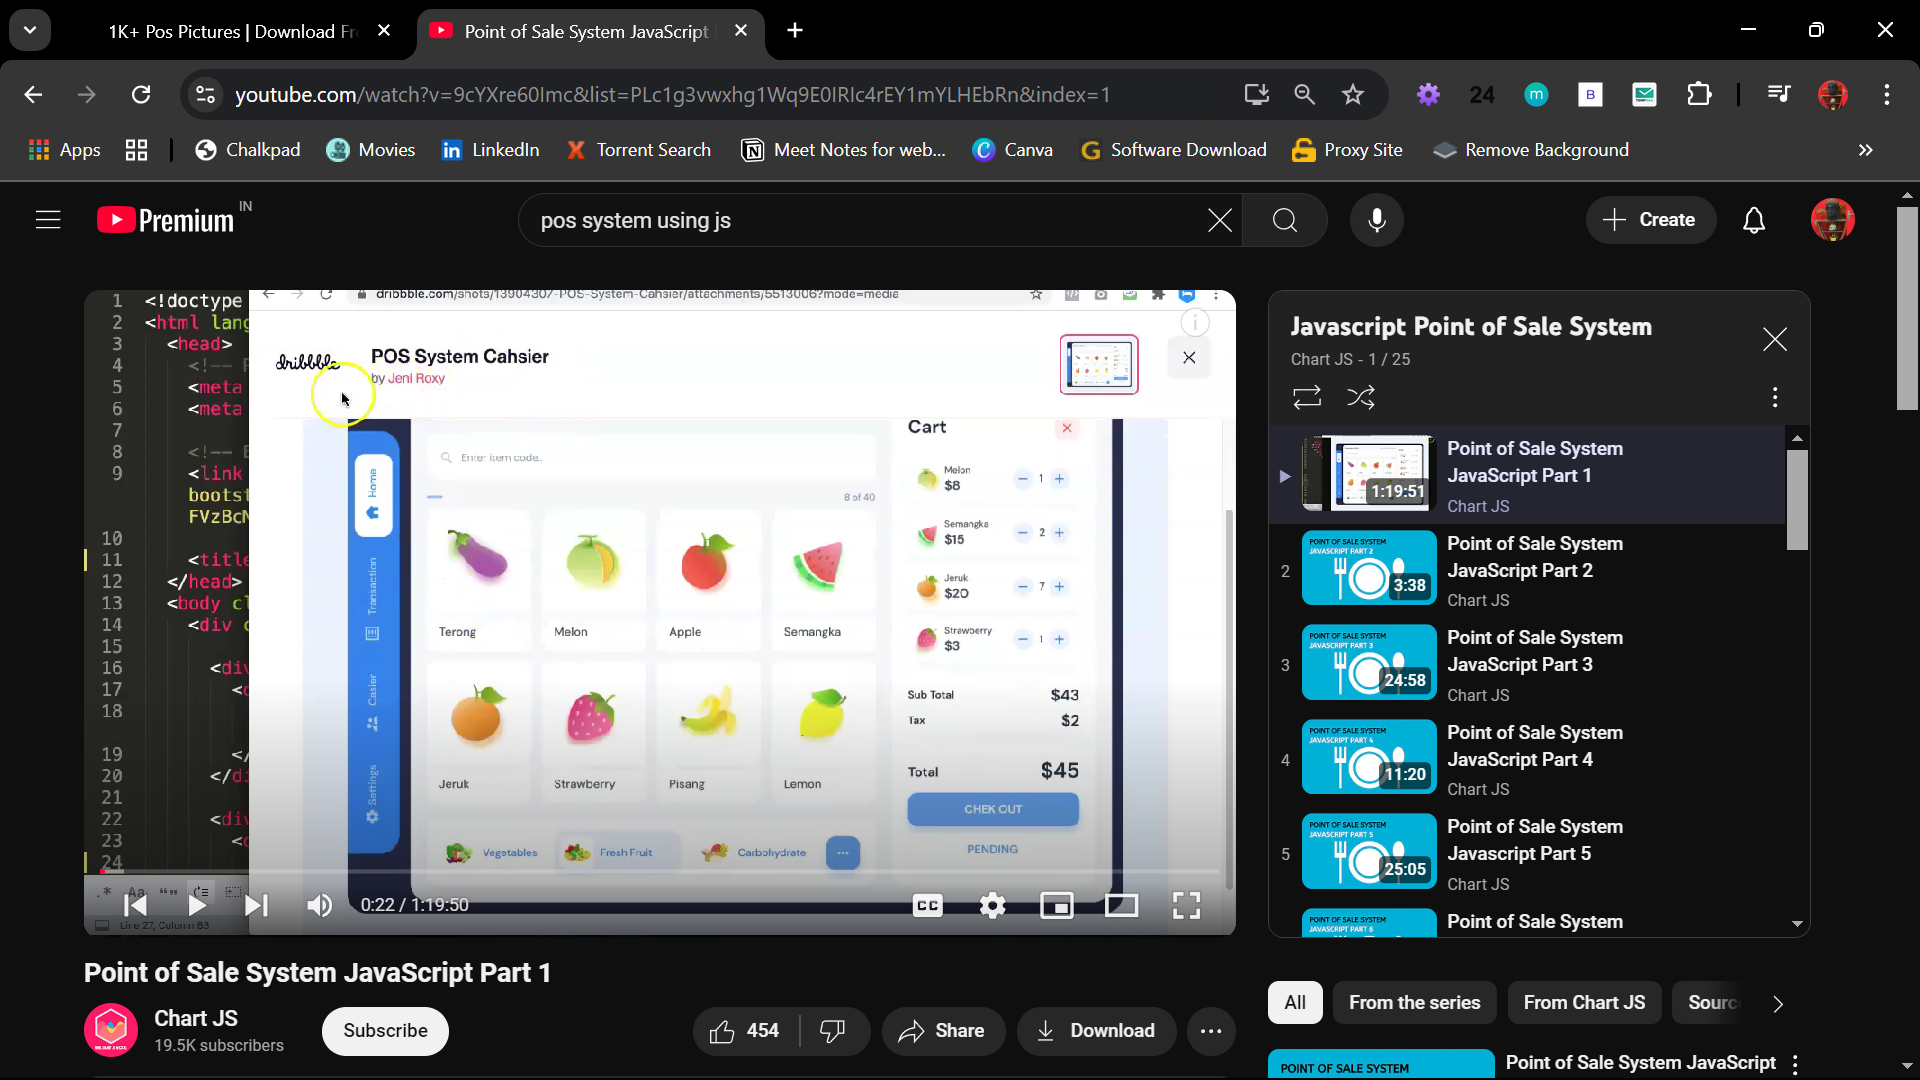 1K+ Pos Pictures | Download Fr
Point of Sale System JavaScript
youtube.com/watch?v=9cYXre60Imc&list=PLc1g3vwxhg1Wq9E0IRIc4rEY1mYLHEbRn&index=1
24
m
B
Apps
Chalkpad
Movies
LinkedIn
Torrent Search
Meet Notes for web...
Canva
Software Download
Proxy Site
Remove Background
Premium IN
pos system using js
Create
dribbble.com/shots/13904307-POS-System-Cahsier/attachments/5513006?mode=media
dribbble
POS System Cahsier
by Jeni Roxy
1 <!doctype
2 <html lang
3 <head>
4 <!--
5 <meta
6 <meta
7
8 <!--
9 <link
bootst
FVzBcM
10
11 <title
12 </head>
13 <body cl
14 <div
15
16 <div
17
18
19
20 </di
21
22 <div
23
24
Line 27, Column 83
Home
Transaction
Casier
Settings
Enter item code..
8 of 40
Terong
Melon
Apple
Semangka
Jeruk
Strawberry
Pisang
Lemon
Vegetables
Fresh Fruit
Carbohydrate
Cart
Melon
$8
1
Semangka
$15
2
Jeruk
$20
7
Strawberry
$3
1
Sub Total $43
Tax $2
Total $45
CHEK OUT
PENDING
0:22 / 1:19:50
CC
Point of Sale System JavaScript Part 1
Chart JS
19.5K subscribers
Subscribe
454
Share
Download
Javascript Point of Sale System
Chart JS - 1 / 25
1:19:51
Point of Sale System
JavaScript Part 1
Chart JS
2
POINT OF SALE SYSTEM
JAVASCRIPT PART 2
3:38
Point of Sale System
JavaScript Part 2
Chart JS
3
POINT OF SALE SYSTEM
JAVASCRIPT PART 3
24:58
Point of Sale System
JavaScript Part 3
Chart JS
4
POINT OF SALE SYSTEM
JAVASCRIPT PART 4
11:20
Point of Sale System
JavaScript Part 4
Chart JS
5
POINT OF SALE SYSTEM
JAVASCRIPT PART 5
25:05
Point of Sale System
Javascript Part 5
Chart JS
POINT OF SALE SYSTEM
JAVASCRIPT PART 6
Point of Sale System
All
From the series
From Chart JS
Sourc
POINT OF SALE SYSTEM
Point of Sale System JavaScript